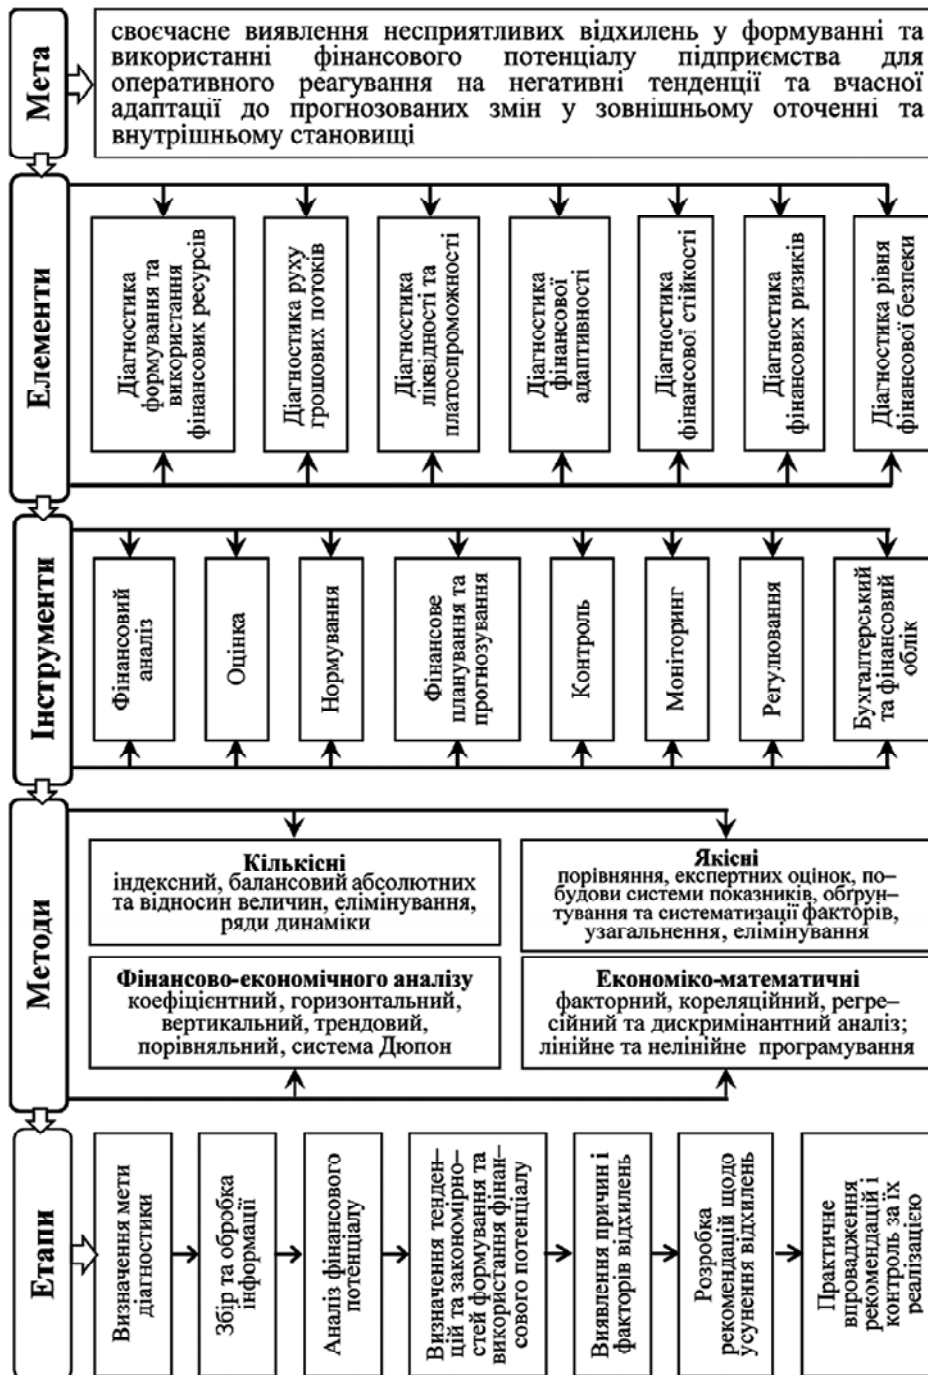 Мета
своєчасне виявлення несприятливих відхилень у формуванні та
використанні фінансового потенціалу підприємства для
оперативного реагування на негативні тенденції та вчасної
адаптації до прогнозованих змін у зовнішньому оточенні та
внутрішньому становищі
Елементи
Діагностика
формування та
використання
фінансових ресурсів
Діагностика руху
грошових потоків
Діагностика
ліквідності та
платоспроможності
Діагностика
фінансової
адаптивності
Діагностика
фінансової стійкості
Діагностика
фінансових ризиків
Діагностика рівня
фінансової безпеки
Інструменти
Фінансовий
аналіз
Оцінка
Нормування
Фінансове
планування та
прогнозування
Контроль
Моніторинг
Регулювання
Бухгалтерський
та фінансовий
облік
Методи
Кількісні
індексний, балансовий абсолютних
та відносин величин, елімінування,
ряди динаміки
Якісні
порівняння, експертних оцінок, по-
будови системи показників, обґрун-
тування та систематизації факторів,
узагальнення, елімінування
Фінансово-економічного аналізу
коефіцієнтний, горизонтальний,
вертикальний, трендовий,
порівняльний, система Дюпон
Економіко-математичні
факторний, кореляційний, регре-
сійний та дискримінантний аналіз;
лінійне та нелінійне програмування
Етапи
Визначення мети
діагностики
Збір та обробка
інформації
Аналіз фінансового
потенціалу
Визначення тенден-
цій та закономірно-
стей формування та
використання фінан-
сового потенціалу
Виявлення причин і
факторів відхилень
Розробка
рекомендацій щодо
усунення відхилень
Практичне
впровадження
рекомендацій і
контроль за їх
реалізацією